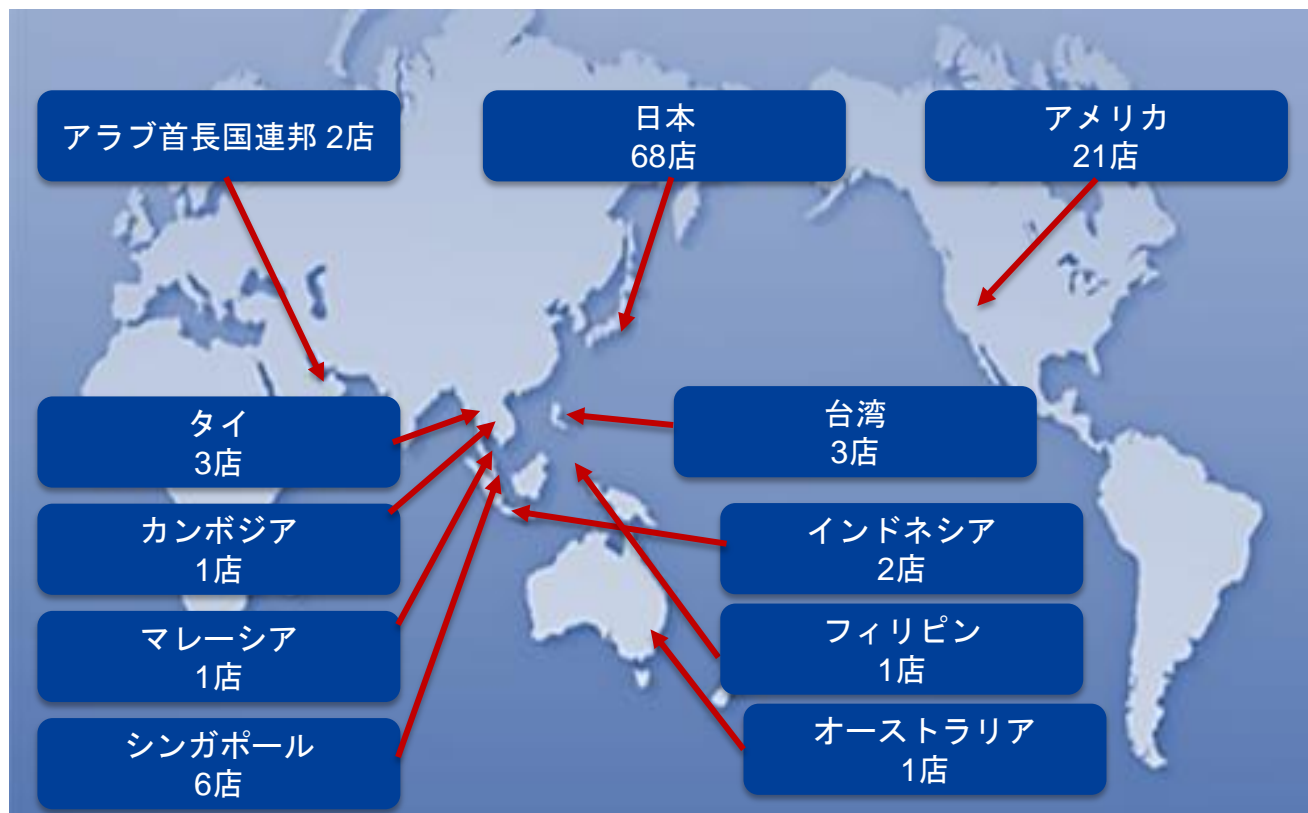 アラブ首長国連邦 2店
日本
68店
アメリカ
21店
タイ
3店
台湾
3店
カンボジア
1店
インドネシア
2店
マレーシア
1店
フィリピン
1店
シンガポール
6店
オーストラリア
1店